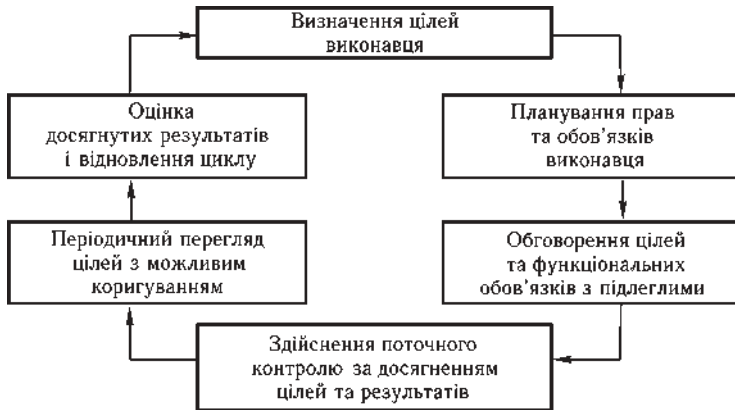 Визначення цілей
виконавця
Планування прав
та обов’язків
виконавця
Обговорення цілей
та функціональних
обов’язків з підлеглими
Здійснення поточного
контролю за досягненням
цілей та результатів
Періодичний перегляд
цілей з можливим
коригуванням
Оцінка
досягнутих результатів
і відновлення циклу